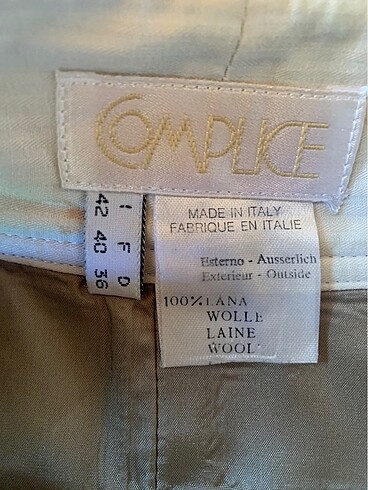 COMPLICE
MADE IN ITALY
FABRIQUE EN ITALIE
Esterno - Ausserlich
Exterieur - Outside
100% LANA
WOLLE
LAINE
WOOL
I F D
42 40 36